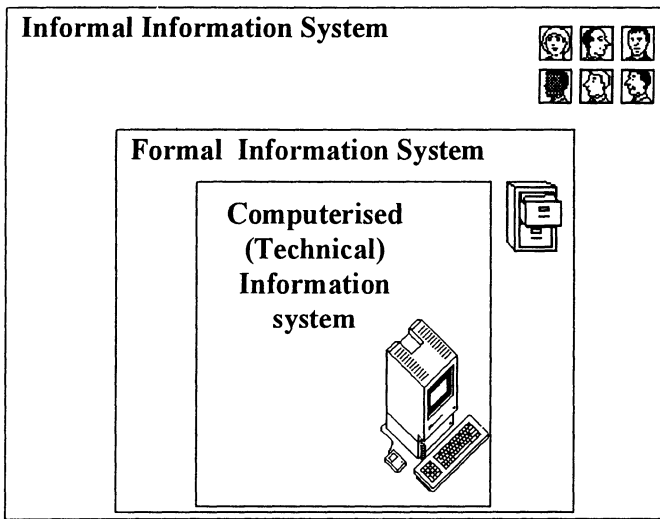 Informal Information System
Formal Information System
Computerised
(Technical)
Information
system